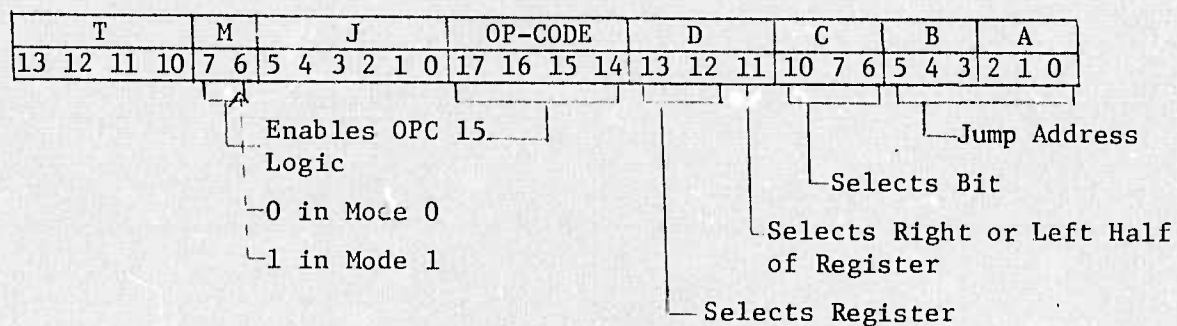 T M J OP-CODE D C B A
13 12 11 10 7 6 5 4 3 2 1 0 17 16 15 14 13 12 11 10 7 6 5 4 3 2 1 0
Enables OPC 15
Logic
Jump Address
Selects Bit
0 in Mode 0
1 in Mode 1
Selects Right or Left Half
of Register
Selects Register